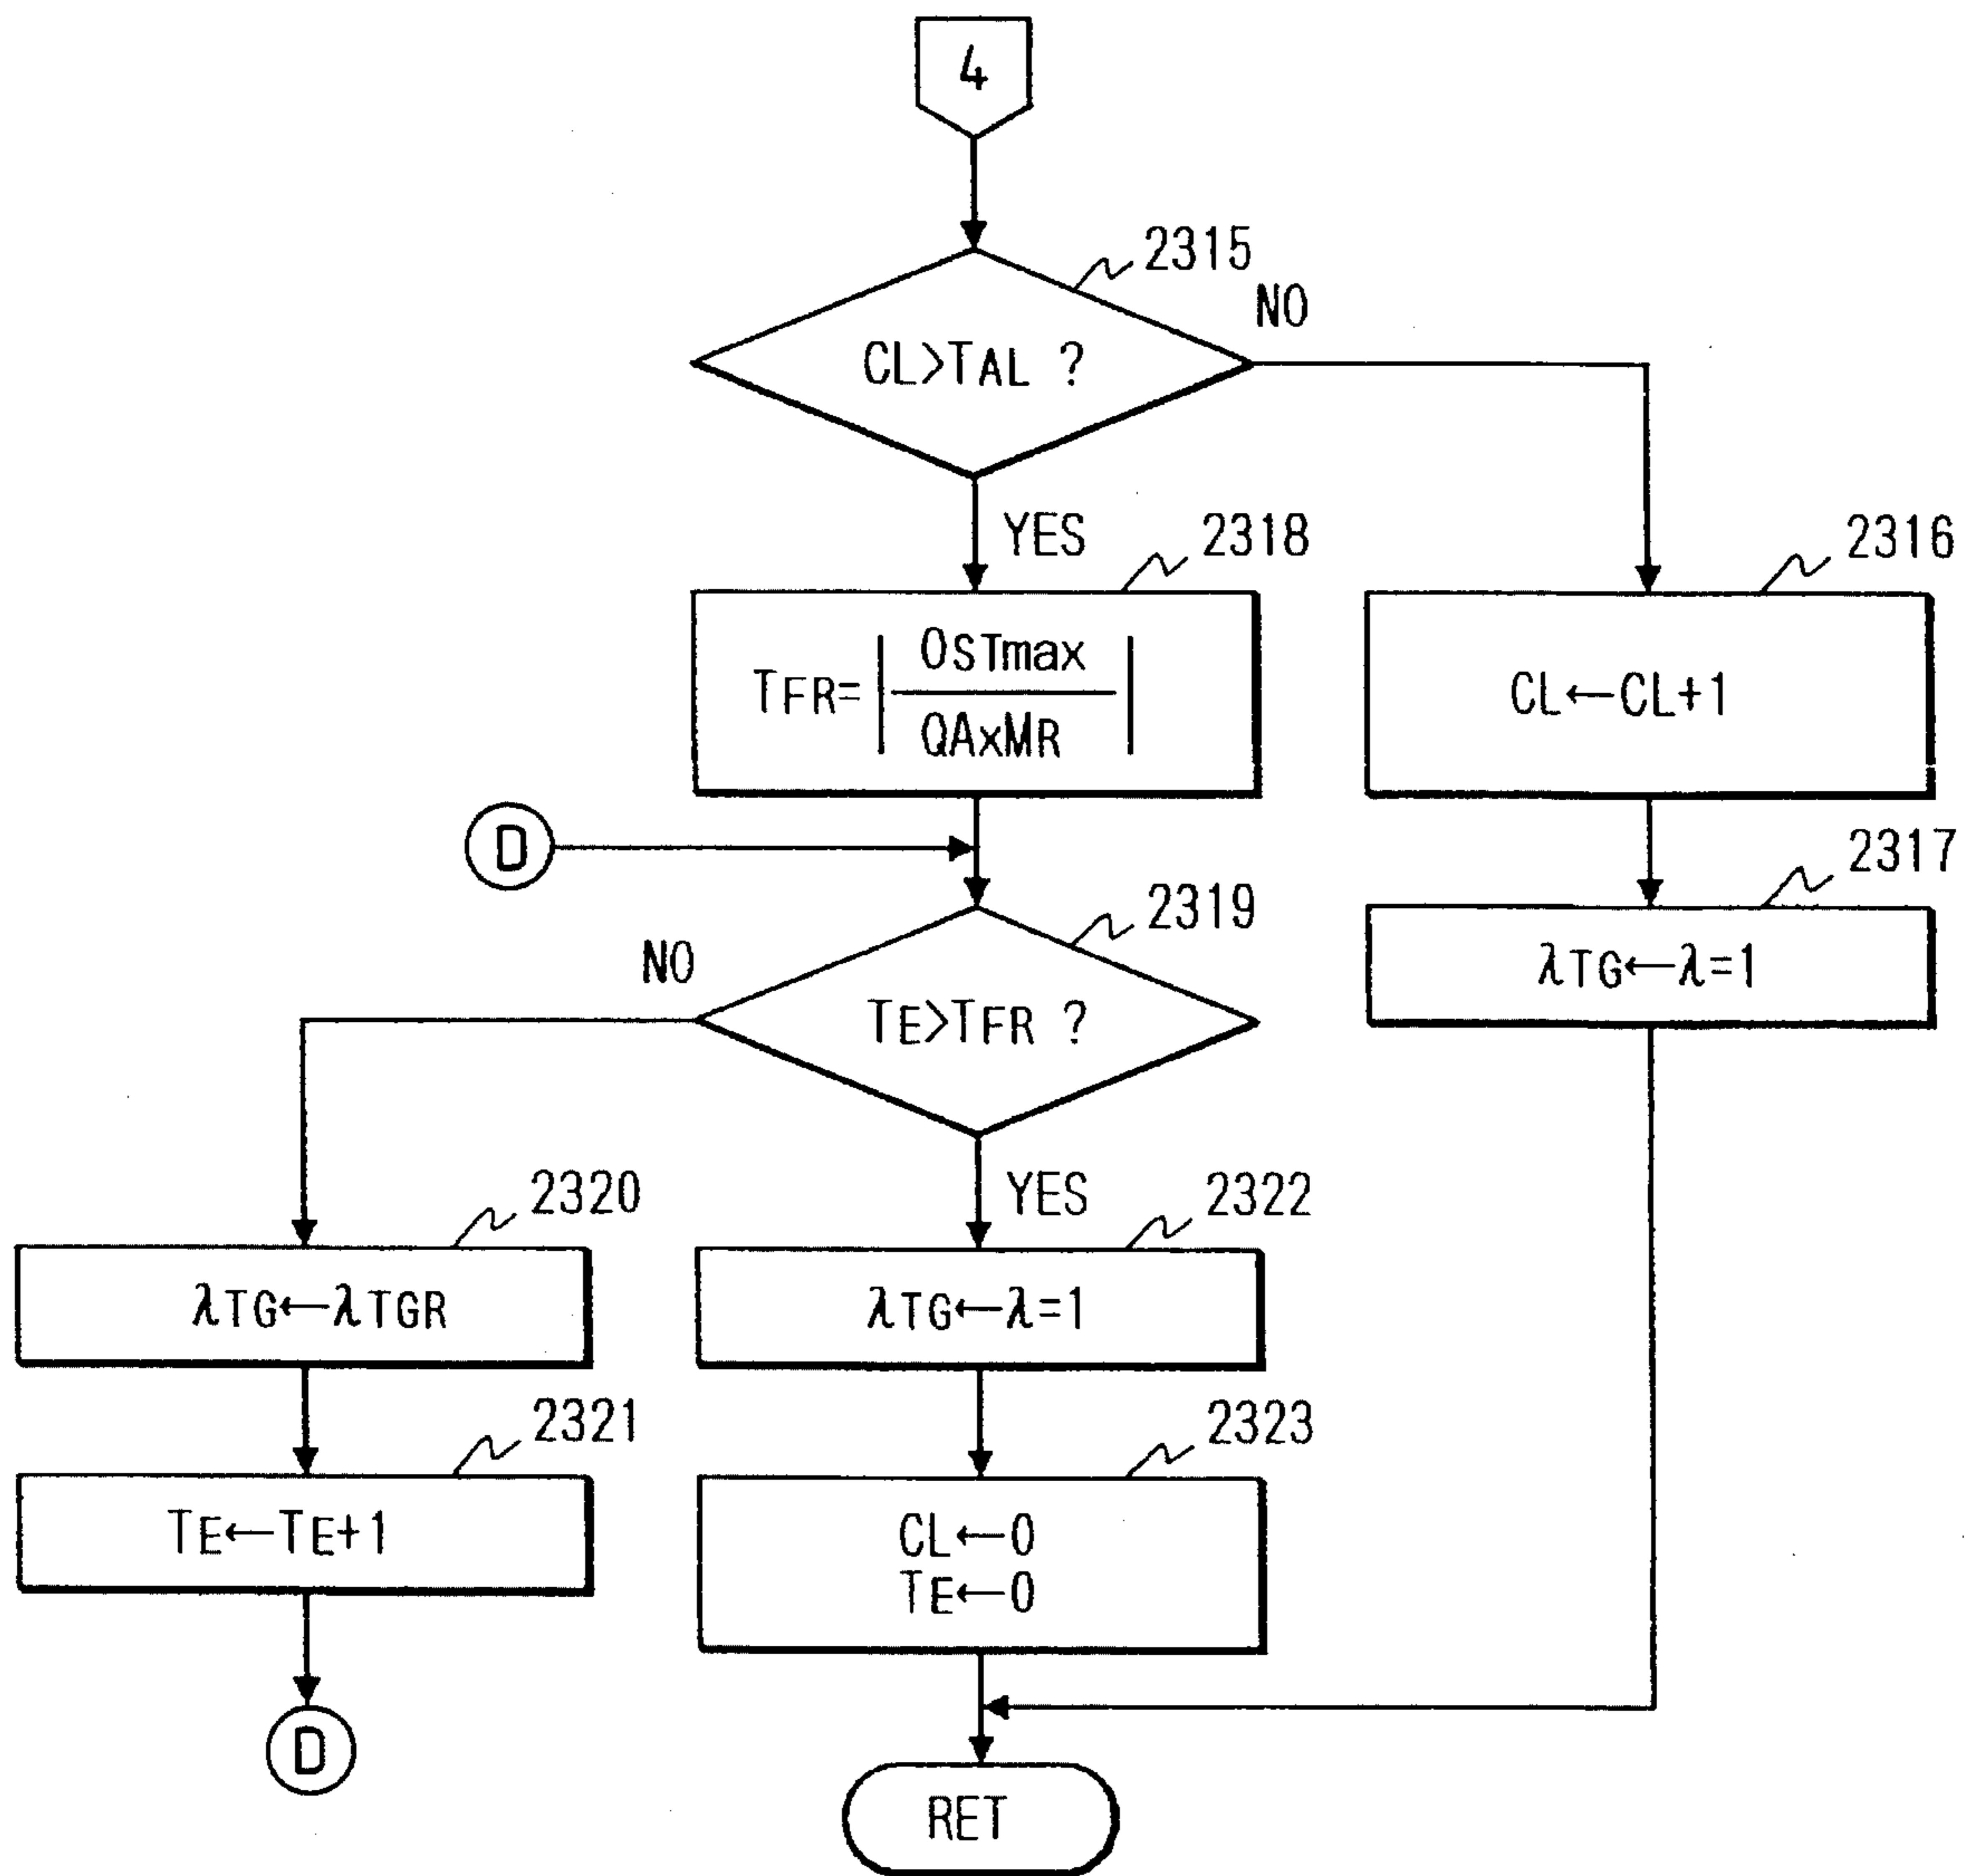 4
2315
NO
CL>TAL ?
YES
2318
2316
TFR=|OSTmax
QAxMR|
CL←CL+1
D
2317
2319
λTG←λ=1
NO
TE>TFR ?
2320
YES
2322
λTG←λTGR
λTG←λ=1
2321
2323
TE←TE+1
CL←0
TE←0
D
RET